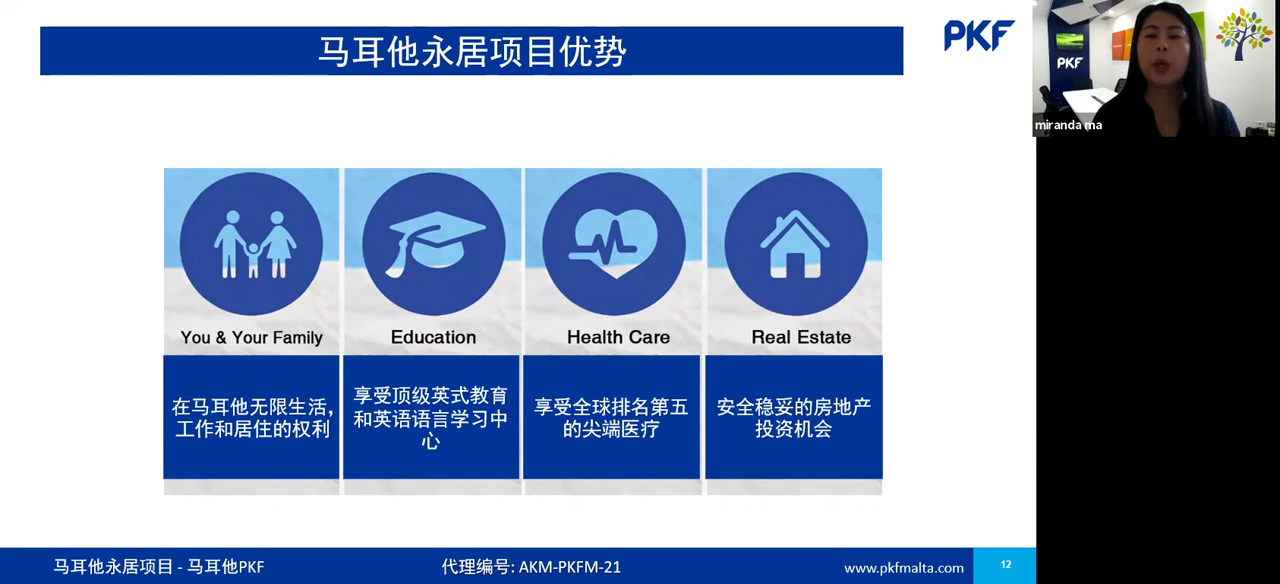 马耳他永居项目优势
PKF
PKF
miranda ma
You & Your Family
Education
Health Care
Real Estate
在马耳他无限生活,
工作和居住的权利
享受顶级英式教育
和英语语言学习中
心
享受全球排名第五
的尖端医疗
安全稳妥的房地产
投资机会
马耳他永居项目 - 马耳他PKF
代理编号: AKM-PKFM-21
www.pkfmalta.com
12